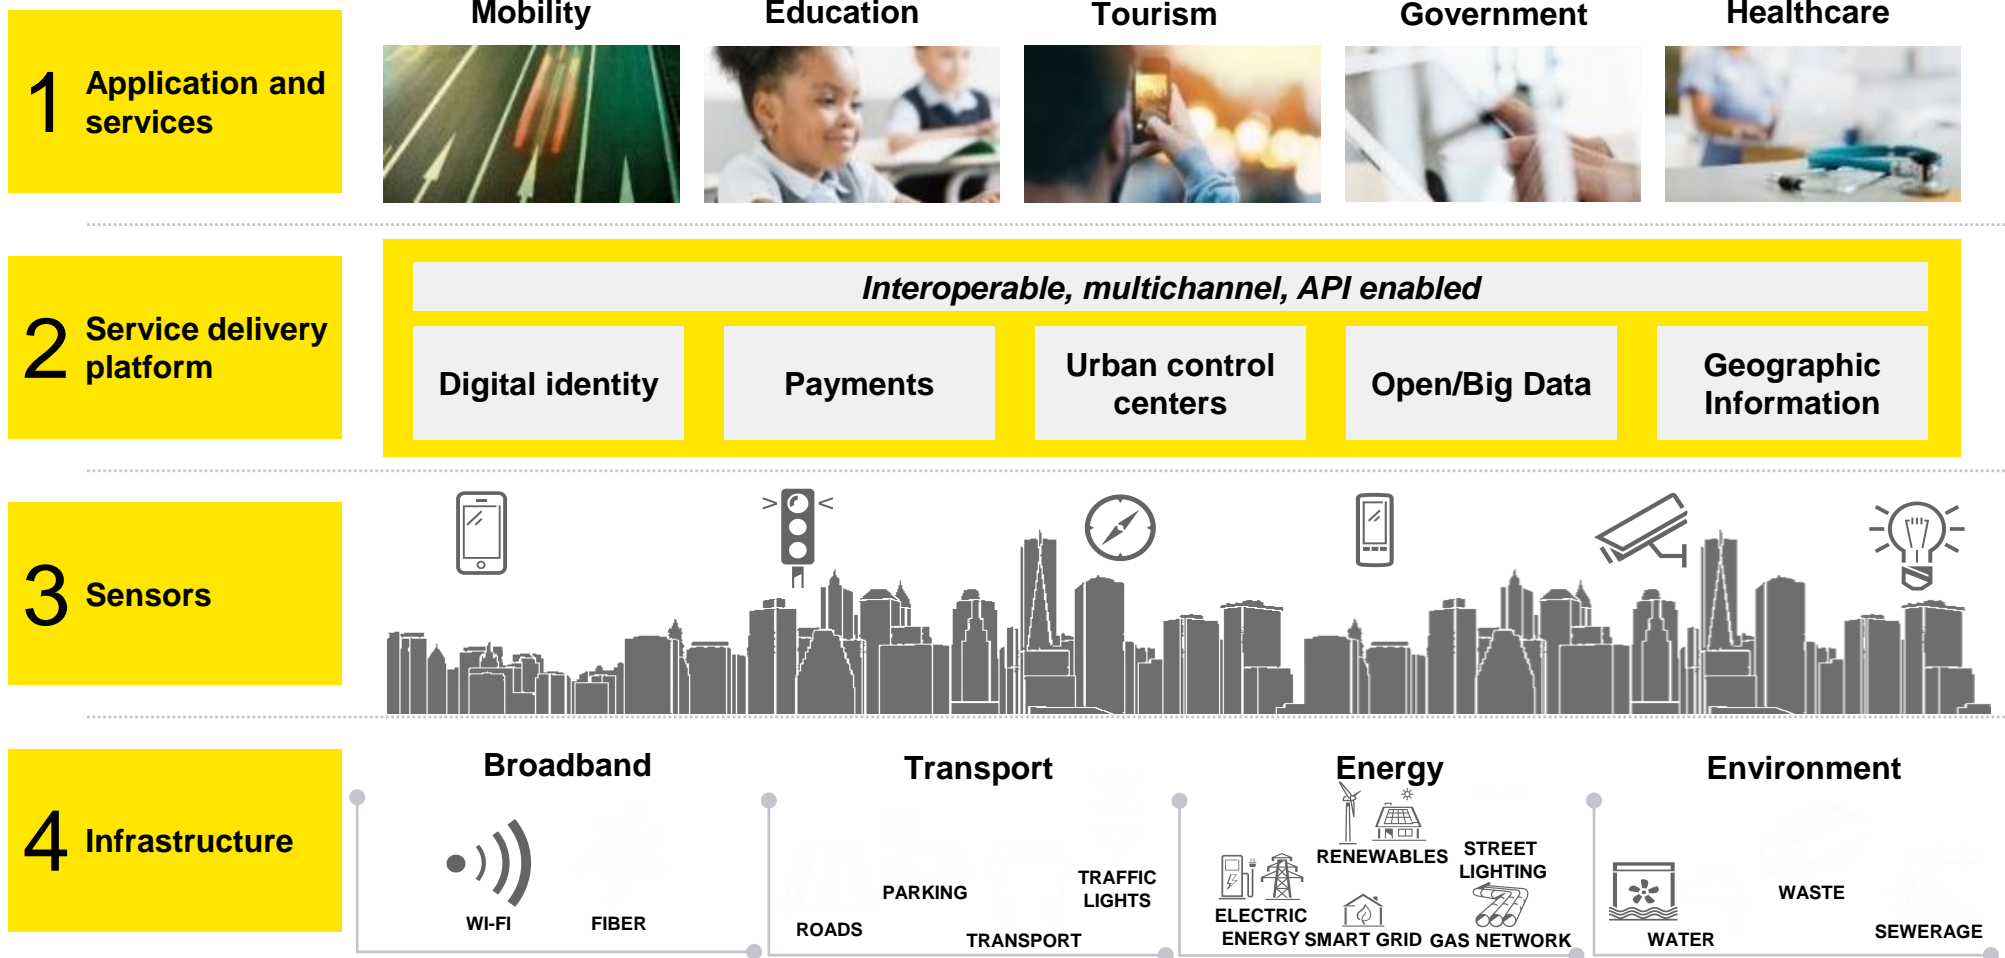 Mobility
Education
Tourism
Government
Healthcare
1
Application and
services
Interoperable, multichannel, API enabled
2
Service delivery
platform
Digital identity
Payments
Urban control
centers
Open/Big Data
Geographic
Information
3
Sensors
4
Infrastructure
Broadband
WI-FI
FIBER
Transport
ROADS
PARKING
TRANSPORT
TRAFFIC
LIGHTS
Energy
RENEWABLES
STREET
LIGHTING
ELECTRIC
ENERGY
SMART GRID
GAS NETWORK
Environment
WATER
WASTE
SEWERAGE